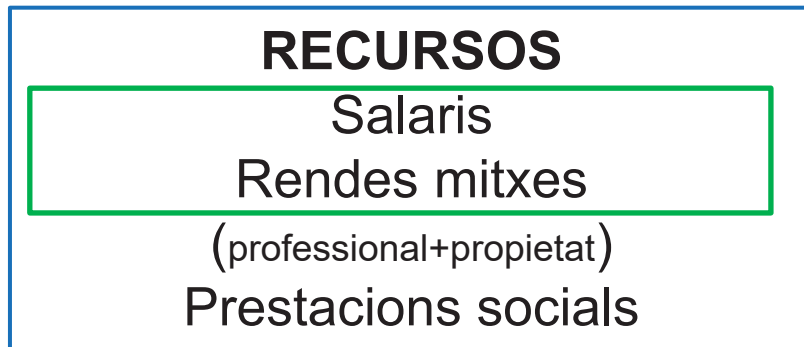 RECURSOS
Salaris
Rendes mitxes
(professional+propietat)
Prestacions socials